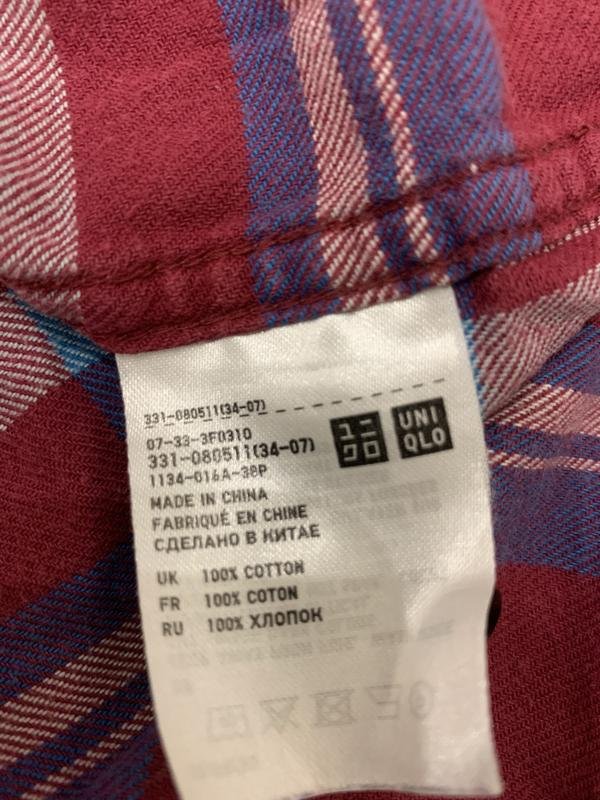 331-080511(34-07)
07-33-3F0310
331-080511(34-07)
1134-016A-38P
ユニ
クロ
UNI
QLO
MADE IN CHINA
FABRIQUÉ EN CHINE
СДЕЛАНО В КИТАЕ
UK 100% COTTON
FR 100% COTON
RU 100% ХЛОПОК